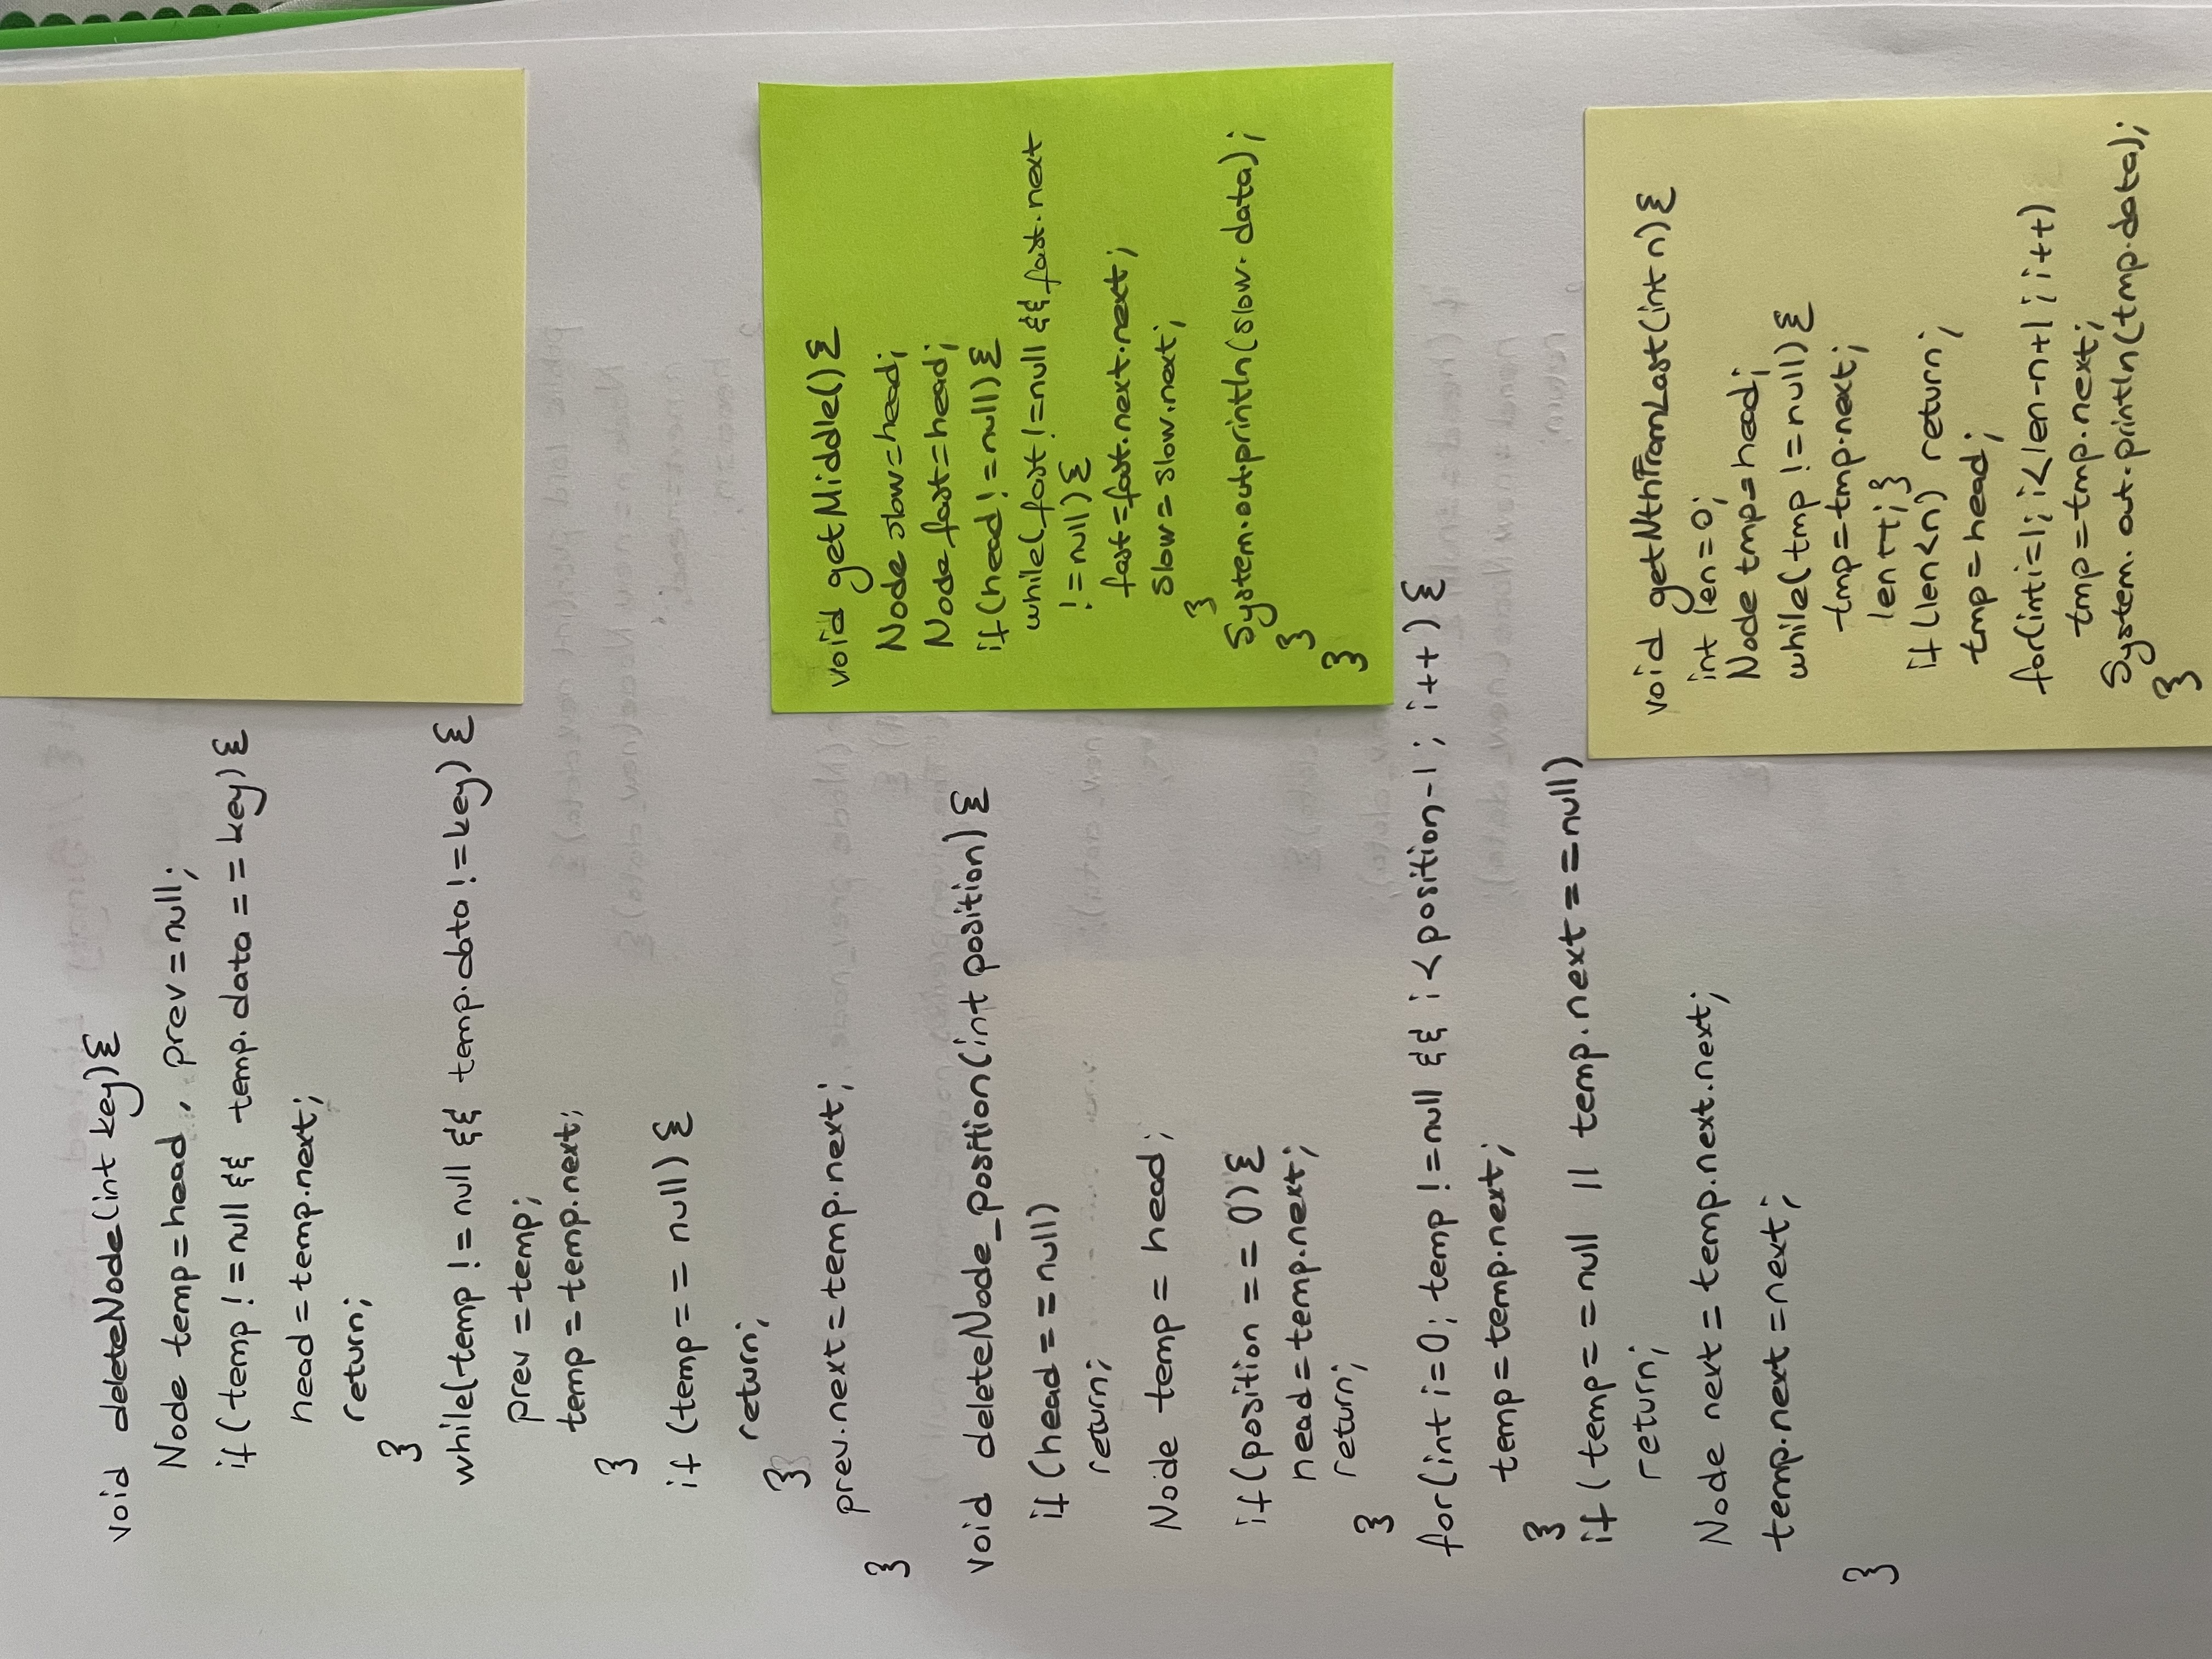 void deleteNode(int key){
Node temp=head, prev=null;
if(temp!=null && temp.data==key){
head=temp.next;
return;
}
while(temp!=null && temp.data!=key){
prev=temp;
temp=temp.next;
}
if(temp==null){
return;
}
prev.next=temp.next;
}
void deleteNode_position(int position){
if(head==null)
return;
Node temp=head;
if(position==0){
head=temp.next;
return;
}
for(int i=0; temp!=null && i<position-1; i++){
temp=temp.next;
}
if(temp==null || temp.next==null)
return;
Node next=temp.next.next;
temp.next=next;
}
void getMiddle(){
Node slow=head;
Node fast=head;
if(head!=null){
while(fast!=null && fast.next
!=null){
fast=fast.next.next;
slow=slow.next;
}
System.out.println(slow.data);
}
}
void getNthFromLast(int n){
int len=0;
Node tmp=head;
while(tmp!=null){
tmp=tmp.next;
len++;}
if(len<n) return;
tmp=head;
for(int i=1; i<len-n+1; i++)
tmp=tmp.next;
System.out.println(tmp.data);
}